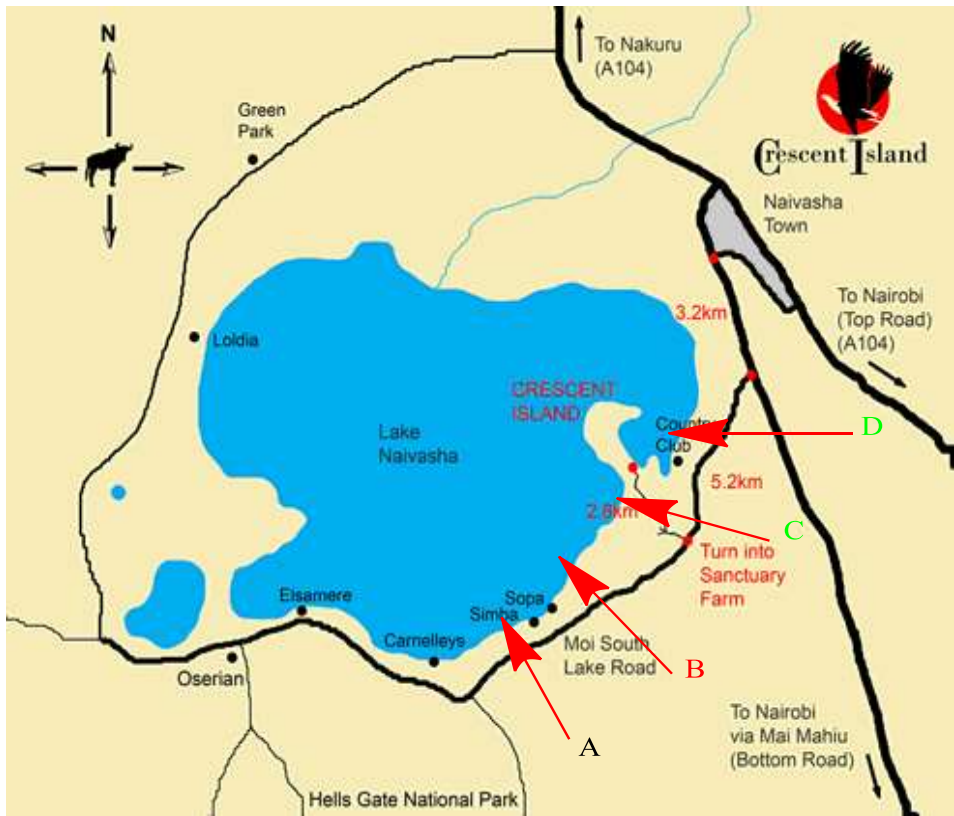 N
To Nakuru
(A104)
Crescent Island
Green
Park
Naivasha
Town
To Nairobi
(Top Road)
(A104)
3.2km
Loldia
CRESCENT
ISLAND
Lake
Naivasha
Country
Club
D
5.2km
2.6km
C
Turn into
Sanctuary
Farm
Elsamere
Sopa
Simba
Carnelleys
Moi South
Lake Road
B
Oserian
A
To Nairobi
via Mai Mahiu
(Bottom Road)
Hells Gate National Park